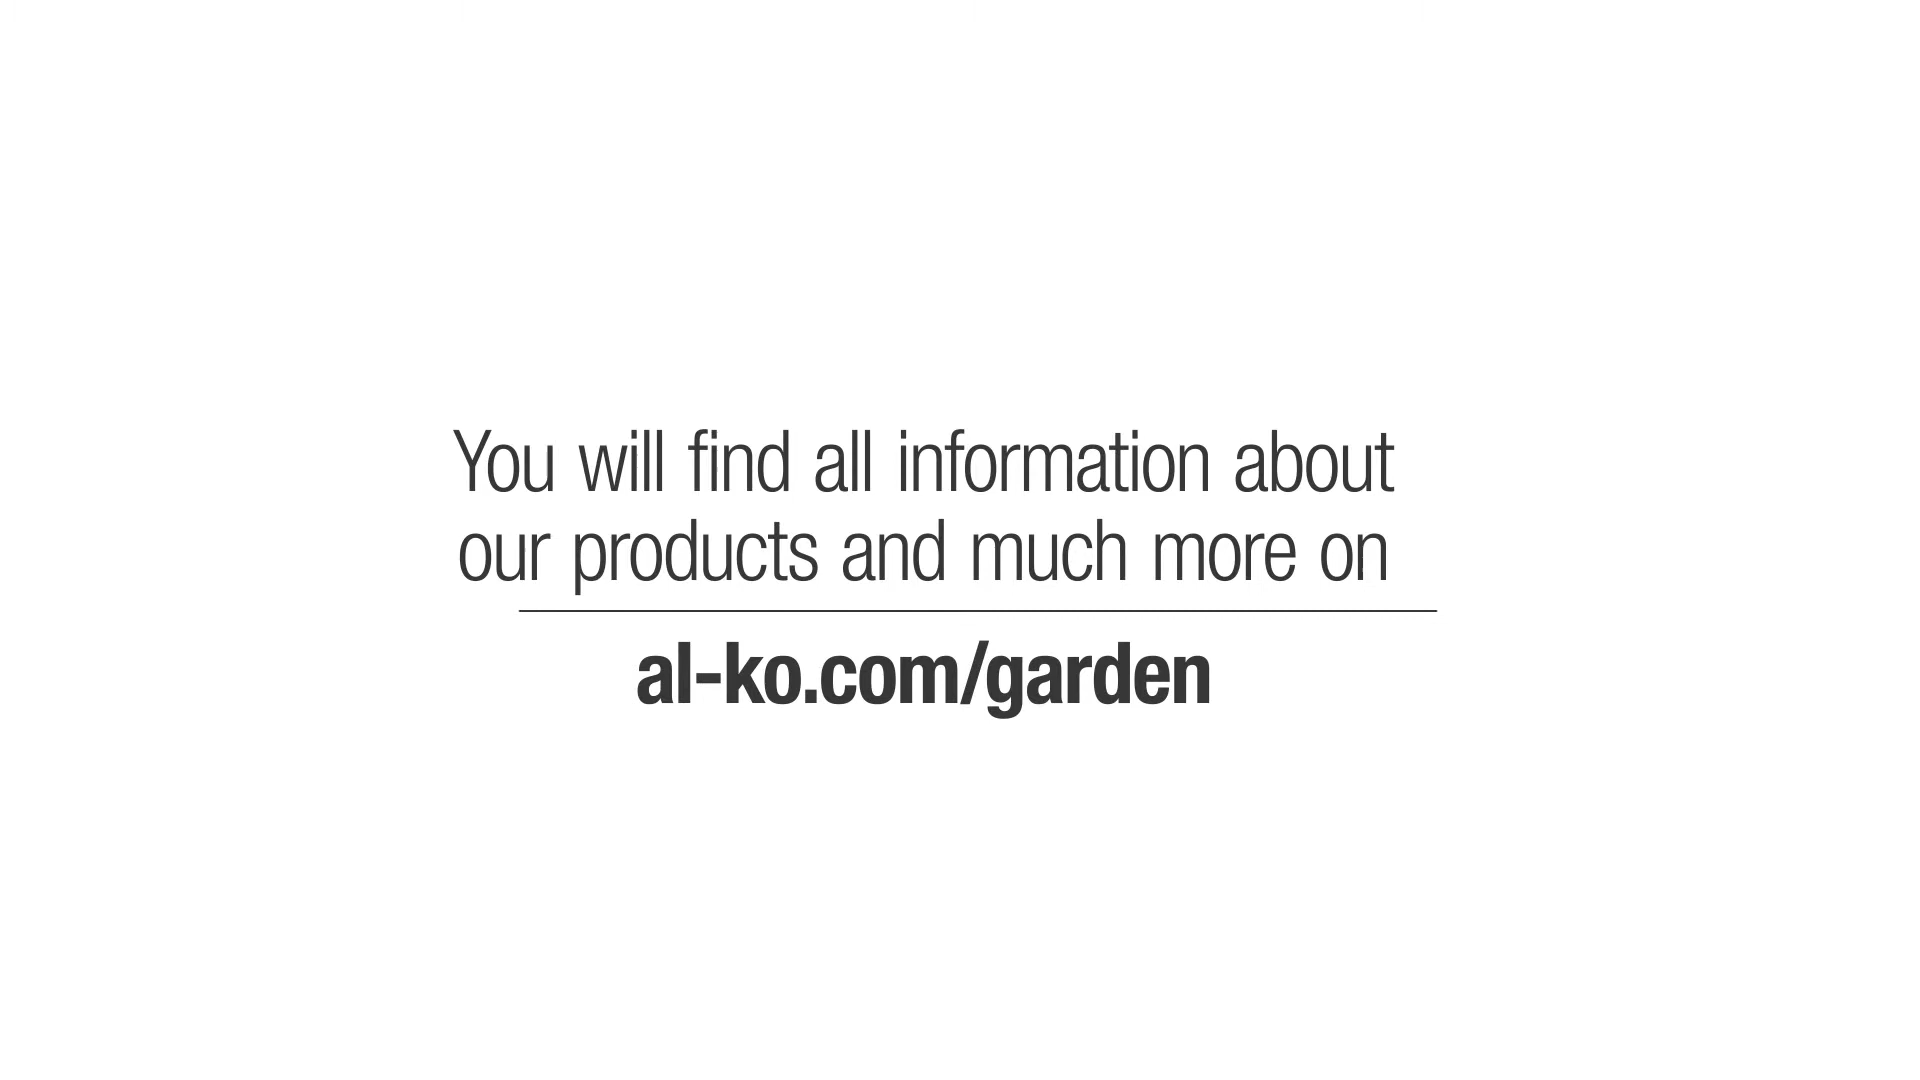 You will find all information about
our products and much more on
al-ko.com/garden